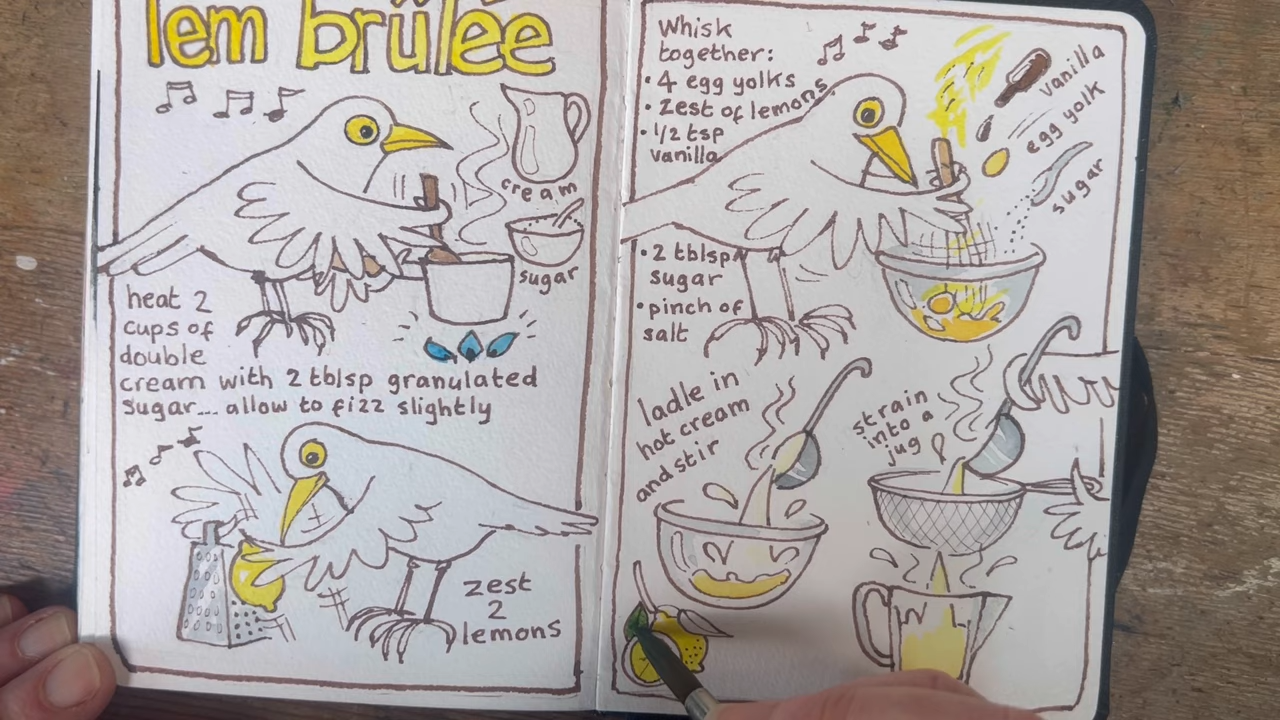 lem brûlée
cream
sugar
heat 2
cups of
double
cream with 2 tblsp granulated
sugar... allow to fizz slightly
zest
2
lemons
Whisk
together:
• 4 egg yolks
• Zest of lemons
• 1/2 tsp
vanilla
• 2 tblsp
sugar
• pinch of
salt
vanilla
egg yolk
sugar
ladle in
hot cream
and stir
strain
into a
jug